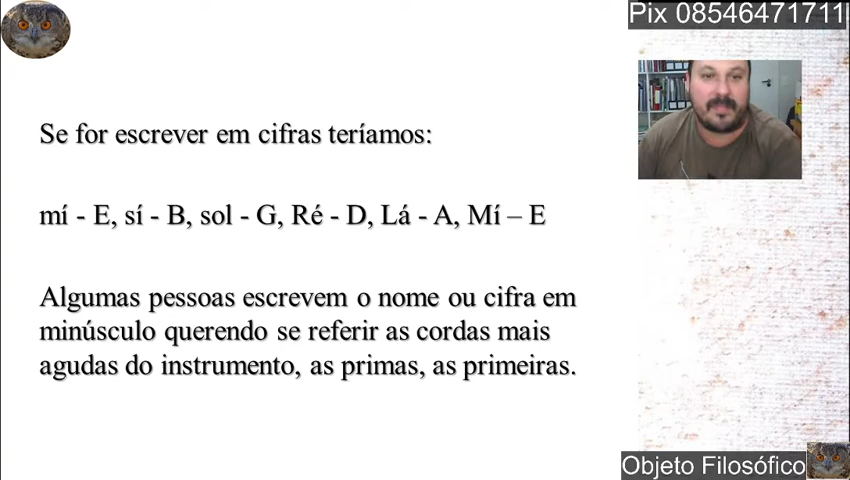 Pix 08546471711
Se for escrever em cifras teríamos:
mí - E, sí - B, sol - G, Ré - D, Lá - A, Mí – E
Algumas pessoas escrevem o nome ou cifra em
minúsculo querendo se referir as cordas mais
agudas do instrumento, as primas, as primeiras.
Objeto Filosófico